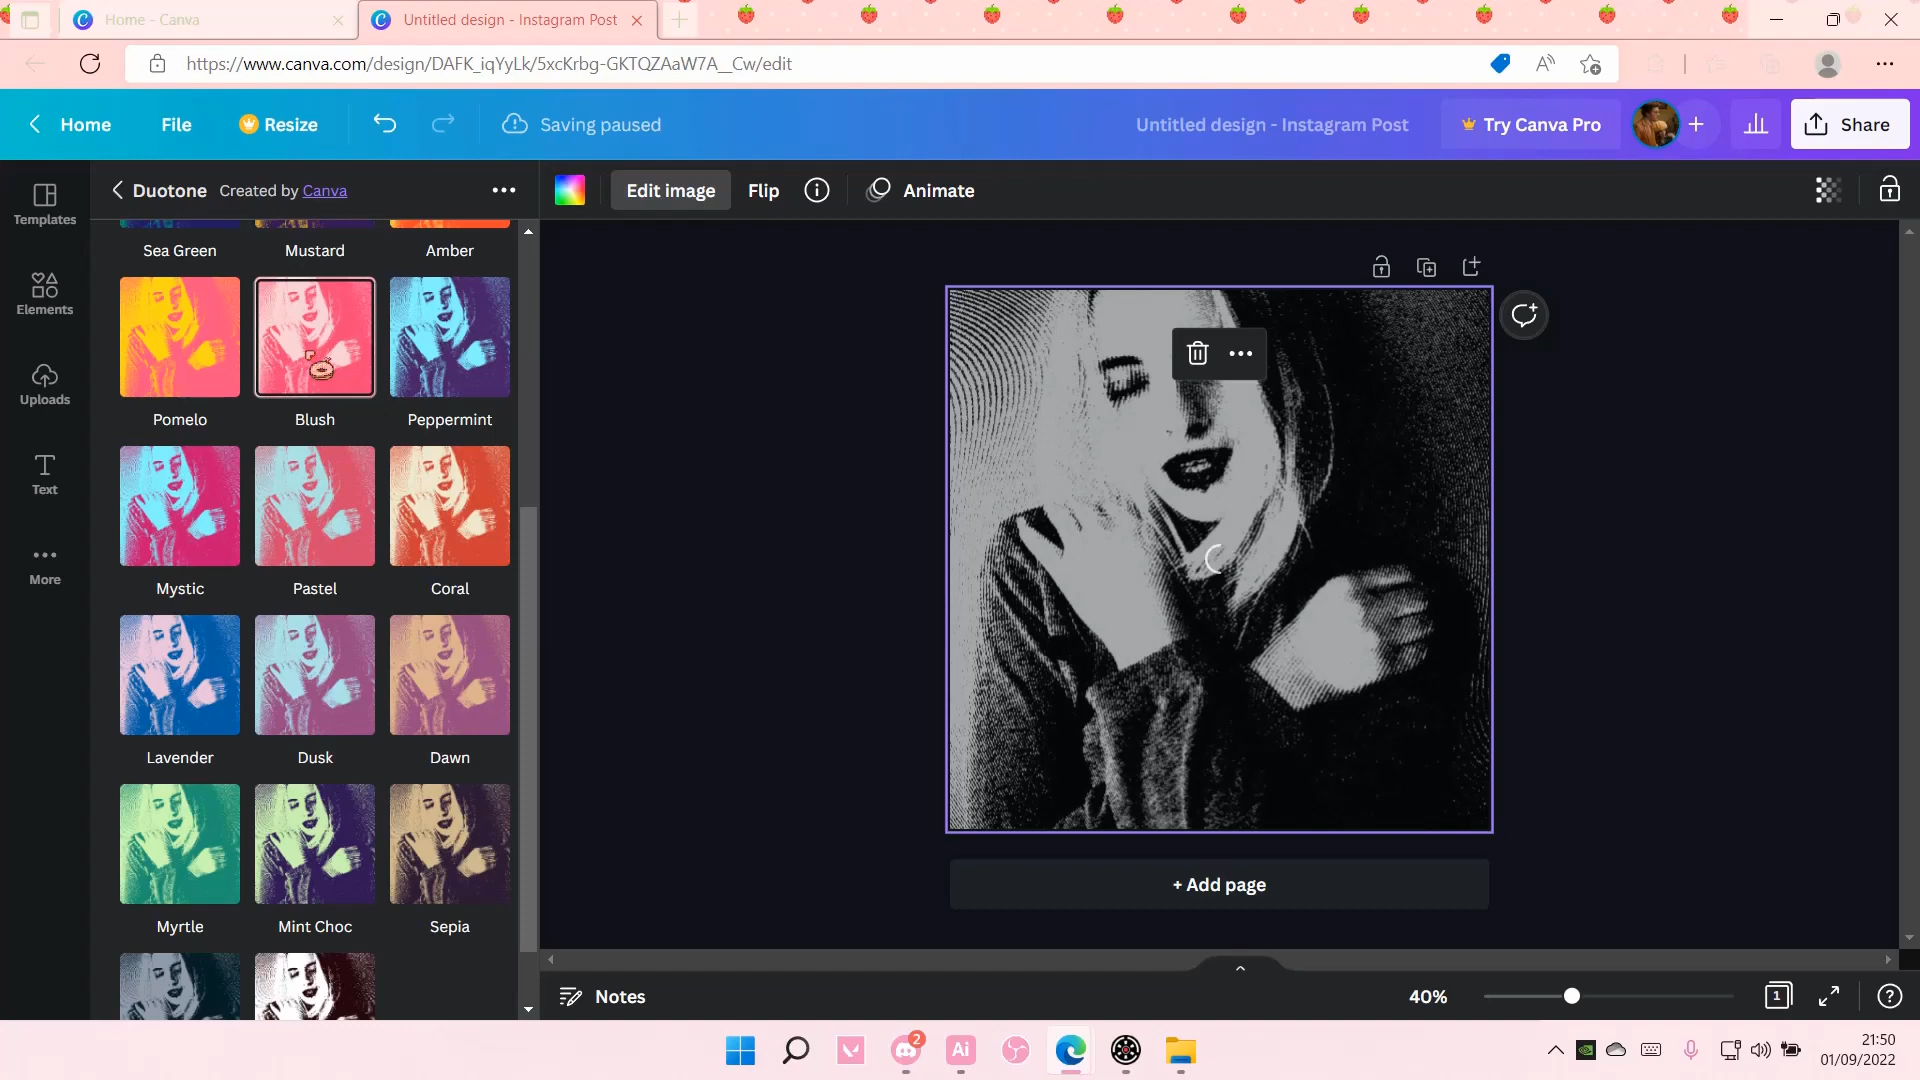 Home - Canva
Untitled design - Instagram Post
https://www.canva.com/design/DAFK_iqYyLk/5xcKrbg-GKTQZAaW7A__Cw/edit
Home
File
Resize
Saving paused
Untitled design - Instagram Post
Try Canva Pro
Share
Templates
Elements
Uploads
Text
More
Duotone Created by Canva
Edit image
Flip
Animate
Sea Green
Mustard
Amber
Pomelo
Blush
Peppermint
Mystic
Pastel
Coral
Lavender
Dusk
Dawn
Myrtle
Mint Choc
Sepia
+ Add page
Notes
40%
1
2
Ai
21:50
01/09/2022